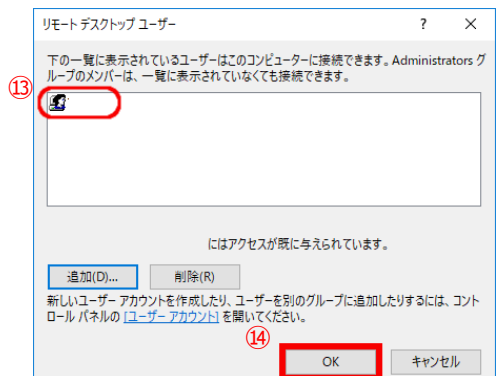 リモート デスクトップ ユーザー ? ×
下の一覧に表示されているユーザーはこのコンピューターに接続できます。Administrators グ
ループのメンバーは、一覧に表示されていなくても接続できます。
⑬
にはアクセスが既に与えられています。
追加(D)... 削除(R)
新しいユーザー アカウントを作成したり、ユーザーを別のグループに追加したりするには、コント
ロール パネルの [ユーザー アカウント] を開いてください。
⑭
OK キャンセル